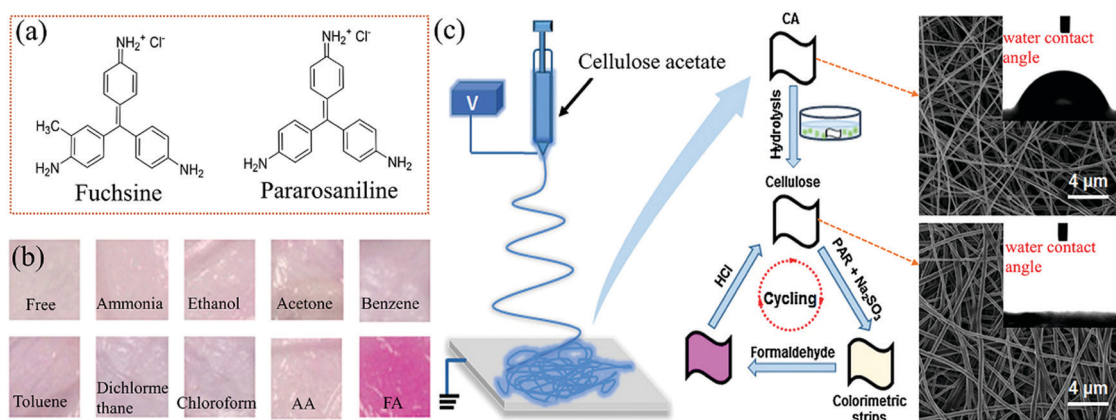 (a)
NH₂⁺ Cl⁻
H₃C
H₂N
NH₂
Fuchsine
NH₂⁺ Cl⁻
H₂N
NH₂
Pararosaniline
(b)
Free
Ammonia
Ethanol
Acetone
Benzene
Toluene
Dichlorme
thane
Chloroform
AA
FA
(c)
Cellulose acetate
V
CA
Hydrolysis
Cellulose
PAR + Na₂SO₃
HCl
Cycling
Formaldehyde
Colorimetric
strips
water contact
angle
4 μm
water contact
angle
4 μm